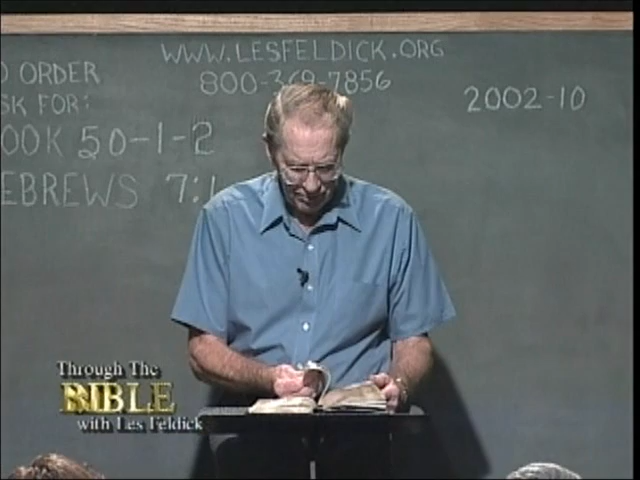 WWW.LESFELDICK.ORG
800-369-7856
2002-10
O ORDER
SK FOR:
OOK 50-1-2
EBREWS 7:1
Through The
BIBLE
with Les Feldick